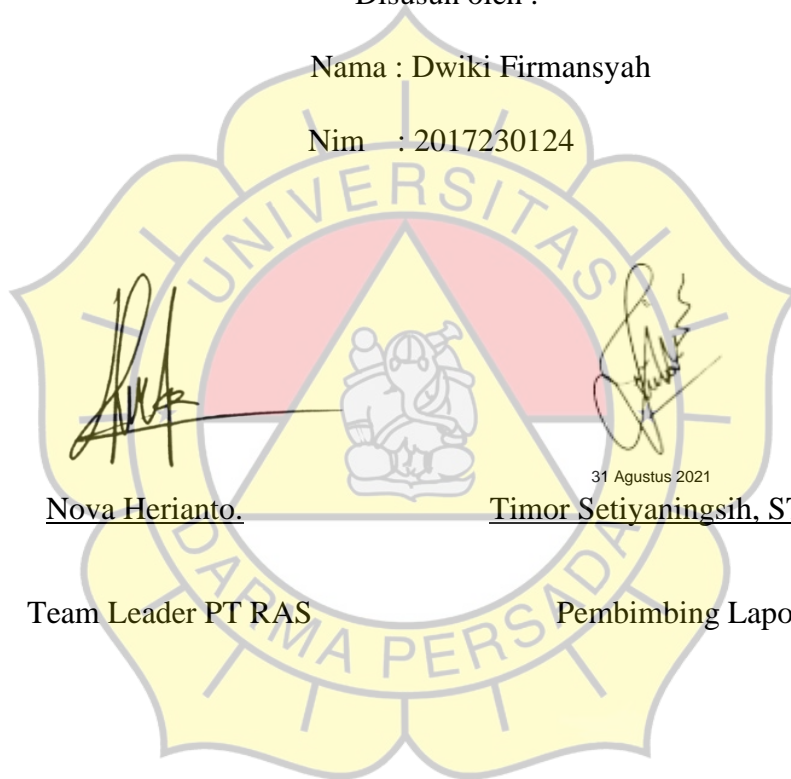 Disusun oleh :
Nama : Dwiki Firmansyah
Nim : 2017230124
UNIVERSITAS
31 Agustus 2021
Nova Herianto. Timor Setiyaningsih, ST
Team Leader PT RAS Pembimbing Lapo
DARMA PERSADA